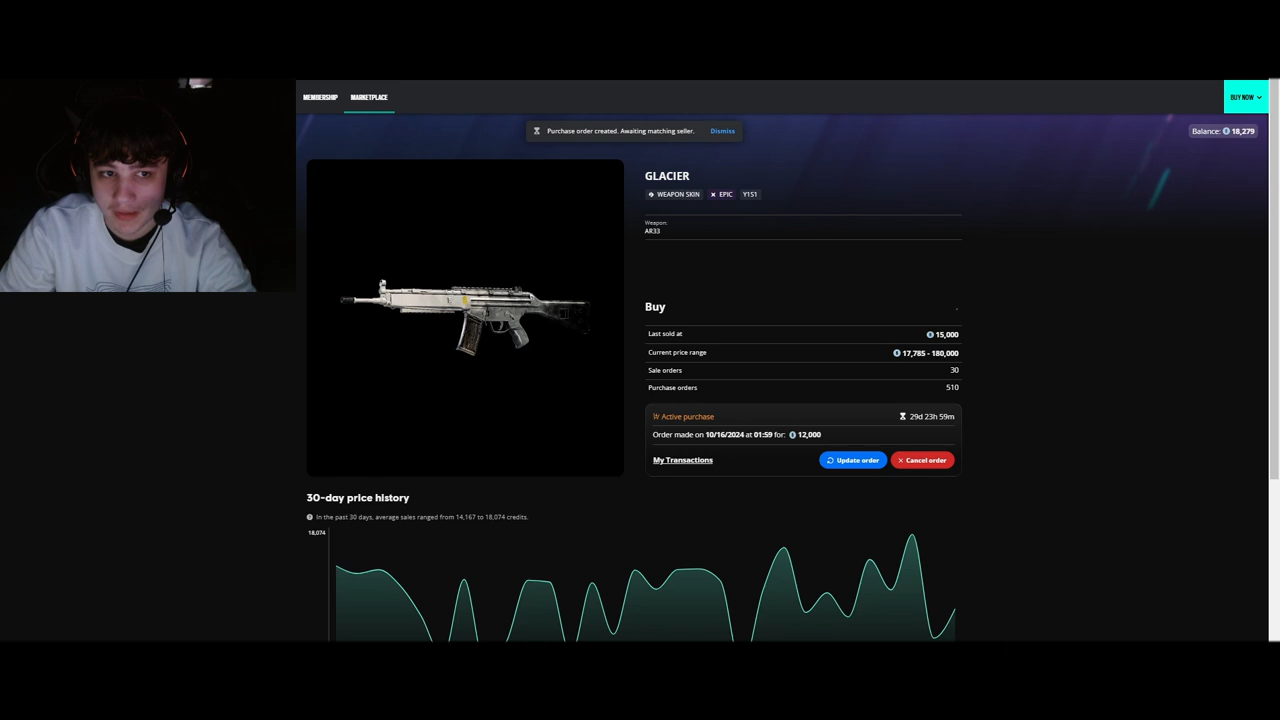 MEMBERSHIP MARKETPLACE BUY NOW
Purchase order created. Awaiting matching seller. Dismiss
Balance: 18,279
GLACIER
WEAPON SKIN EPIC Y1S1
Weapon:
AR33
Buy
Last sold at 15,000
Current price range 17,785 - 180,000
Sale orders 30
Purchase orders 510
Active purchase 29d 23h 59m
Order made on 10/16/2024 at 01:59 for: 12,000
My Transactions Update order Cancel order
30-day price history
In the past 30 days, average sales ranged from 14,167 to 18,074 credits.
18,074